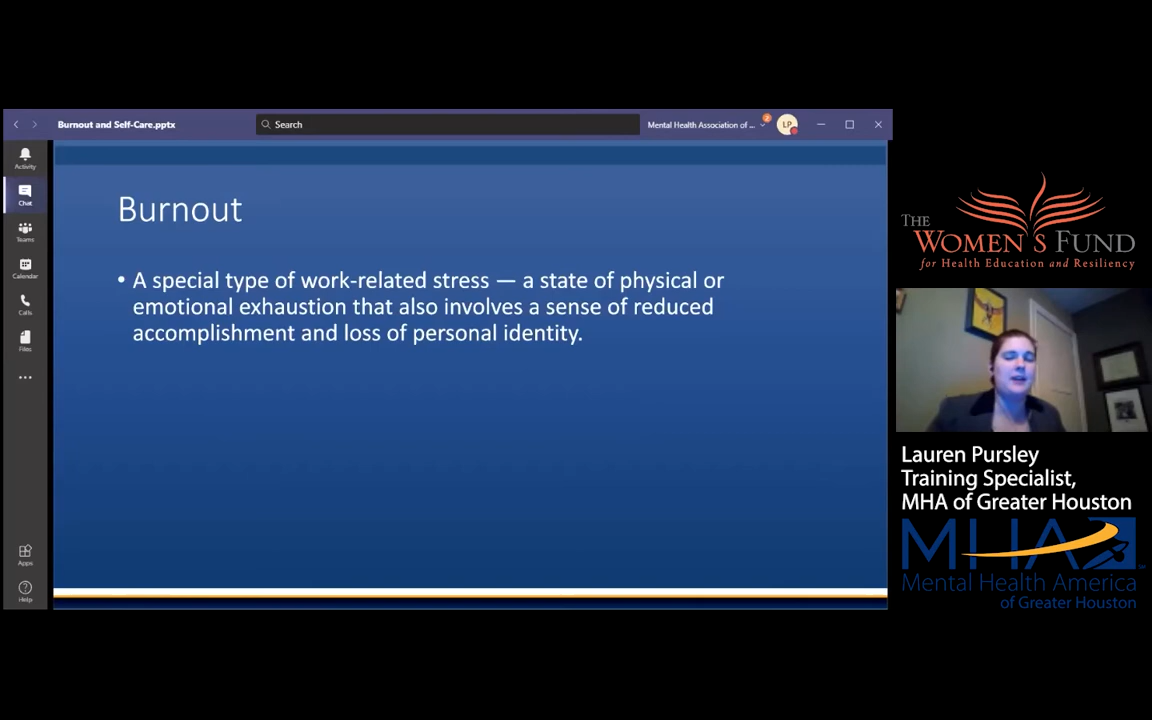 Burnout and Self-Care.pptx
Search
Mental Health Association of ...
2
LP
Activity
Chat
Teams
Calendar
Calls
Files
Apps
Help
Burnout
• A special type of work-related stress — a state of physical or
emotional exhaustion that also involves a sense of reduced
accomplishment and loss of personal identity.
THE
WOMEN'S FUND
for Health Education and Resiliency
Lauren Pursley
Training Specialist,
MHA of Greater Houston
MHA
Mental Health America
of Greater Houston